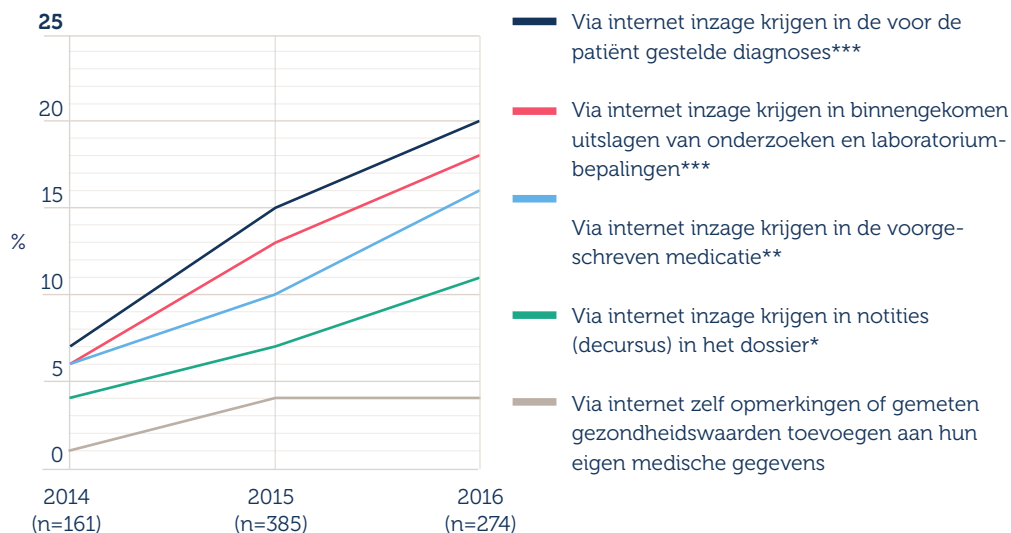 25
20
15
%
10
5
0
2014
(n=161)
2015
(n=385)
2016
(n=274)
Via internet inzage krijgen in de voor de
patiënt gestelde diagnoses***
Via internet inzage krijgen in binnengekomen
uitslagen van onderzoeken en laboratorium-
bepalingen***
Via internet inzage krijgen in de voorge-
schreven medicatie**
Via internet inzage krijgen in notities
(decursus) in het dossier*
Via internet zelf opmerkingen of gemeten
gezondheidswaarden toevoegen aan hun
eigen medische gegevens